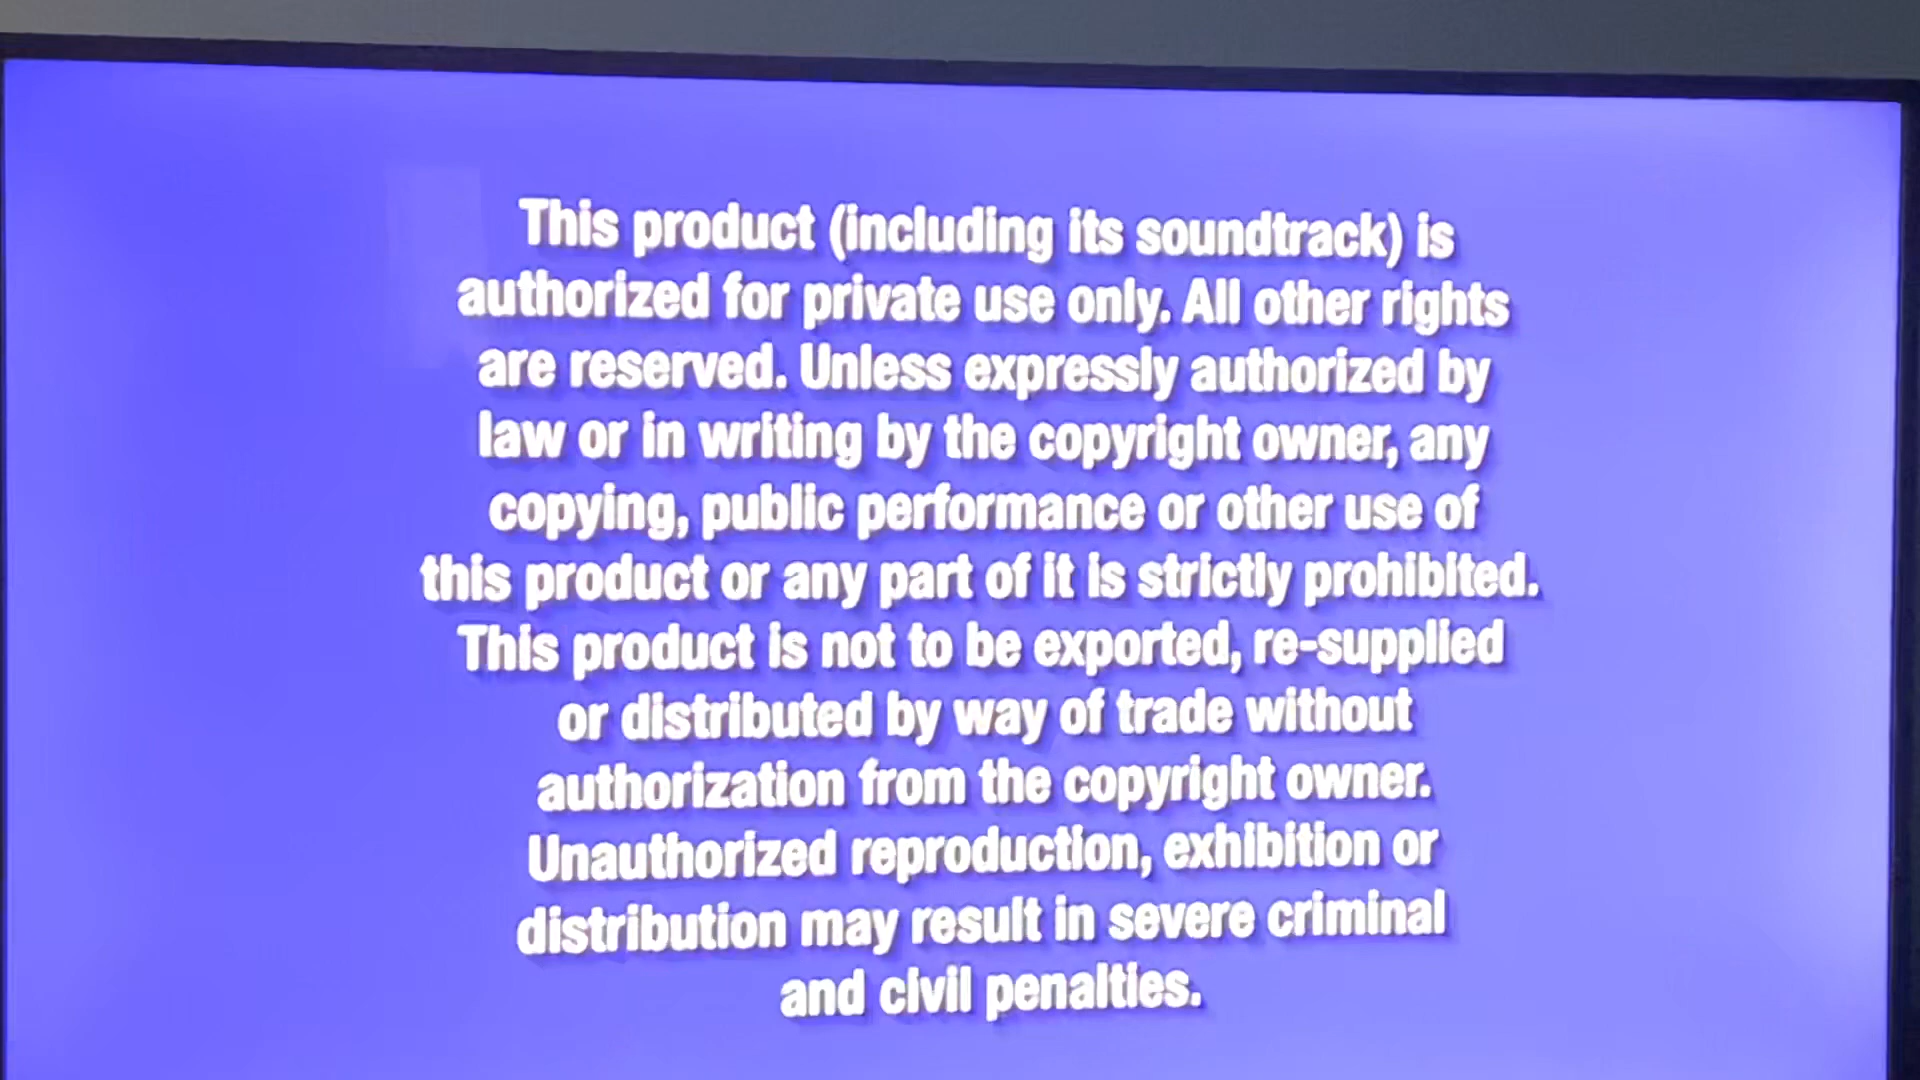 This product (including its soundtrack) is
authorized for private use only. All other rights
are reserved. Unless expressly authorized by
law or in writing by the copyright owner, any
copying, public performance or other use of
this product or any part of it is strictly prohibited.
This product is not to be exported, re-supplied
or distributed by way of trade without
authorization from the copyright owner.
Unauthorized reproduction, exhibition or
distribution may result in severe criminal
and civil penalties.